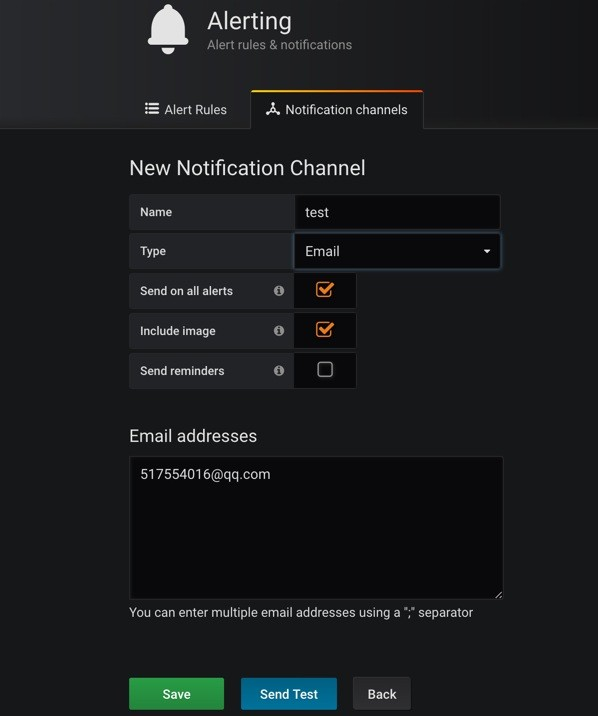 Alerting
Alert rules & notifications
Alert Rules
Notification channels
New Notification Channel
Name
test
Type
Email
Send on all alerts
Include image
Send reminders
Email addresses
517554016@qq.com
You can enter multiple email addresses using a ";" separator
Save
Send Test
Back